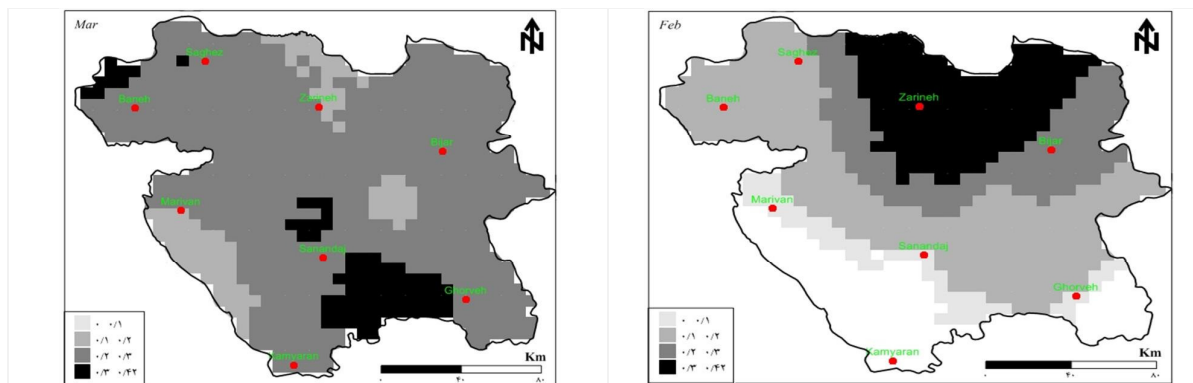 Mar
N
Saghez
Baneh
Zarineh
Bijar
Marivan
Sanandaj
Ghorveh
Kamyaran
۰ ۰/۱
۰/۱ ۰/۲
۰/۲ ۰/۳
۰/۳ ۰/۴۲
Km
۰ ۴۰ ۸۰
Feb
N
Saghez
Baneh
Zarineh
Bijar
Marivan
Sanandaj
Ghorveh
Kamyaran
۰ ۰/۱
۰/۱ ۰/۲
۰/۲ ۰/۳
۰/۳ ۰/۴۲
Km
۰ ۴۰ ۸۰